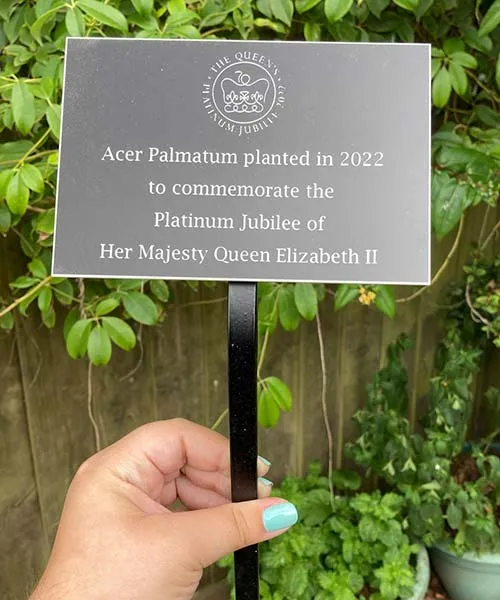 THE QUEEN'S
70
PLATINUM JUBILEE 2022
Acer Palmatum planted in 2022
to commemorate the
Platinum Jubilee of
Her Majesty Queen Elizabeth II